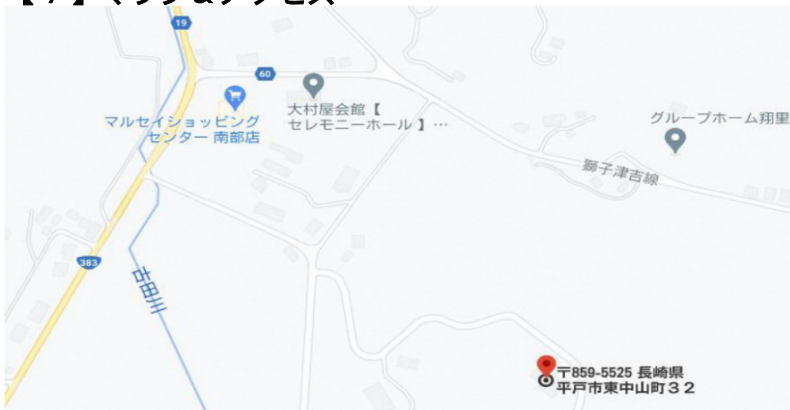 19
60
マルセイショッピング
センター 南部店
大村屋会館【
セレモニーホール 】…
グループホーム翔里
獅子津吉線
383
古田川
〒859-5525 長崎県
平戸市東中山町３２